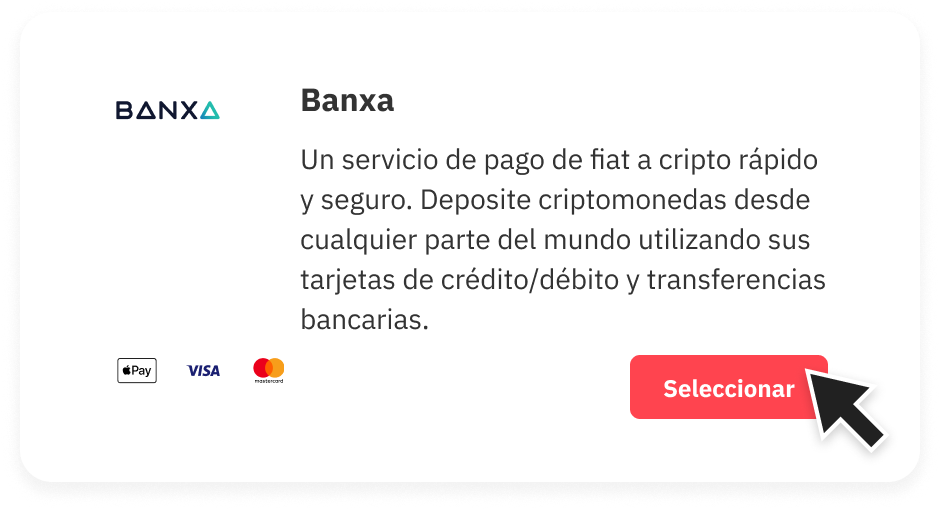 BANXA
Banxa
Un servicio de pago de fiat a cripto rápido
y seguro. Deposite criptomonedas desde
cualquier parte del mundo utilizando sus
tarjetas de crédito/débito y transferencias
bancarias.
Pay
VISA
mastercard
Seleccionar